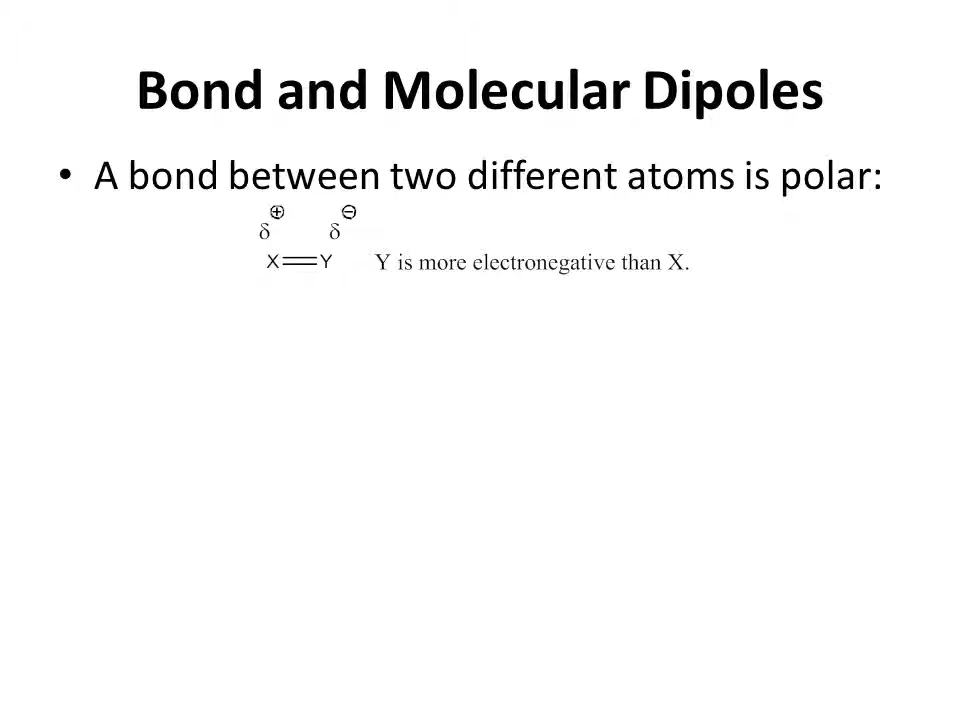 Bond and Molecular Dipoles
• A bond between two different atoms is polar:
δ⊕ δ⊖
X=Y Y is more electronegative than X.